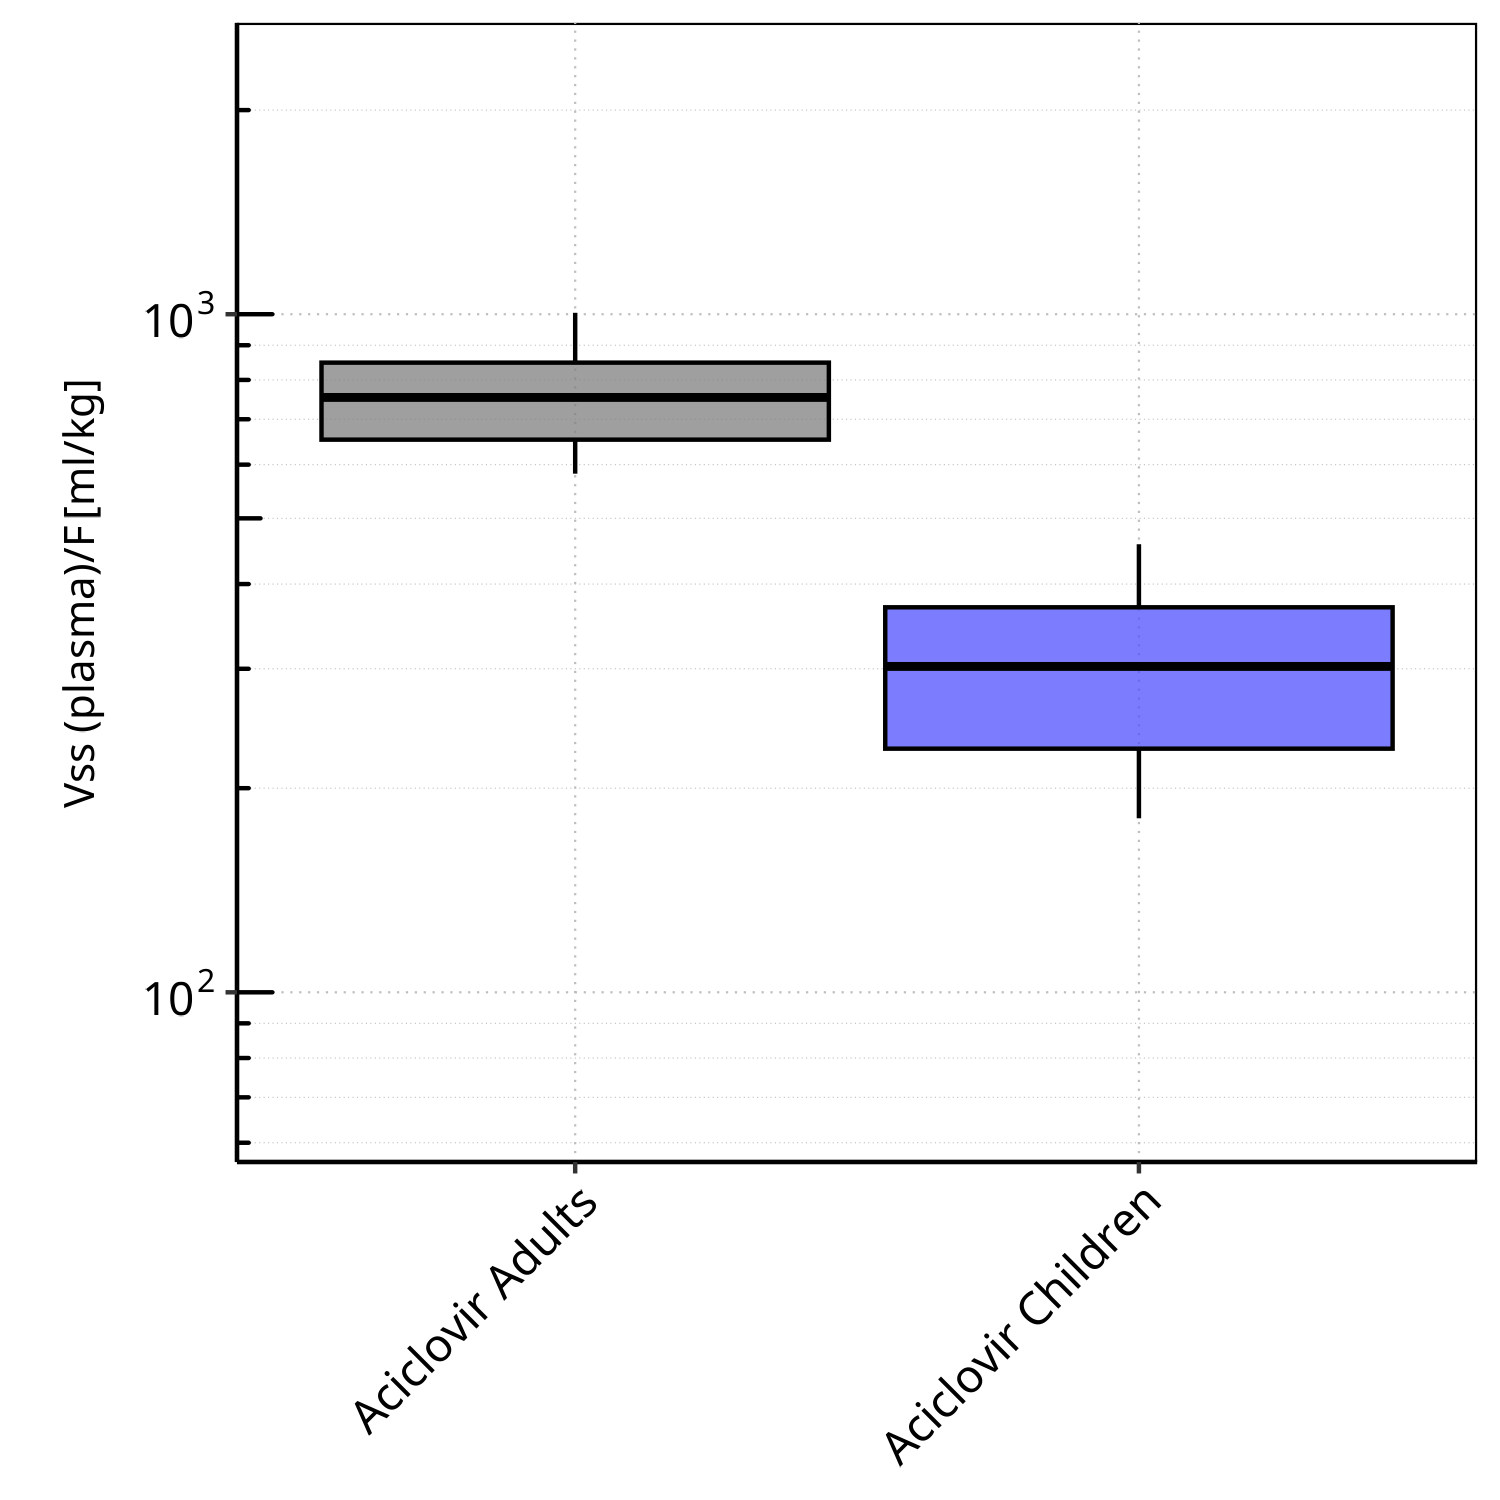 10³
10²
Vss (plasma)/F [ml/kg]
Aciclovir Adults
Aciclovir Children